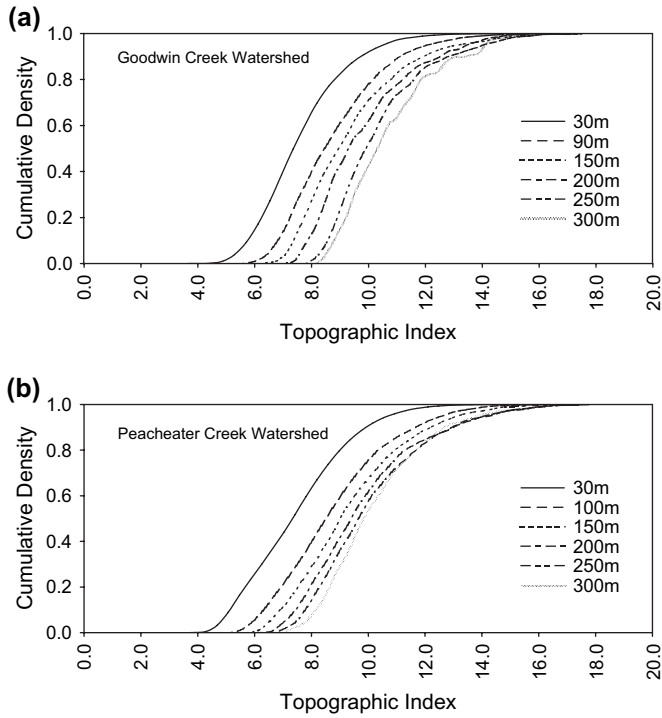 (a)
1.0
0.8
0.6
0.4
0.2
0.0
Cumulative Density
Goodwin Creek Watershed
30m
90m
150m
200m
250m
300m
0.0
2.0
4.0
6.0
8.0
10.0
12.0
14.0
16.0
18.0
20.0
Topographic Index
(b)
1.0
0.8
0.6
0.4
0.2
0.0
Cumulative Density
Peacheater Creek Watershed
30m
100m
150m
200m
250m
300m
0.0
2.0
4.0
6.0
8.0
10.0
12.0
14.0
16.0
18.0
20.0
Topographic Index